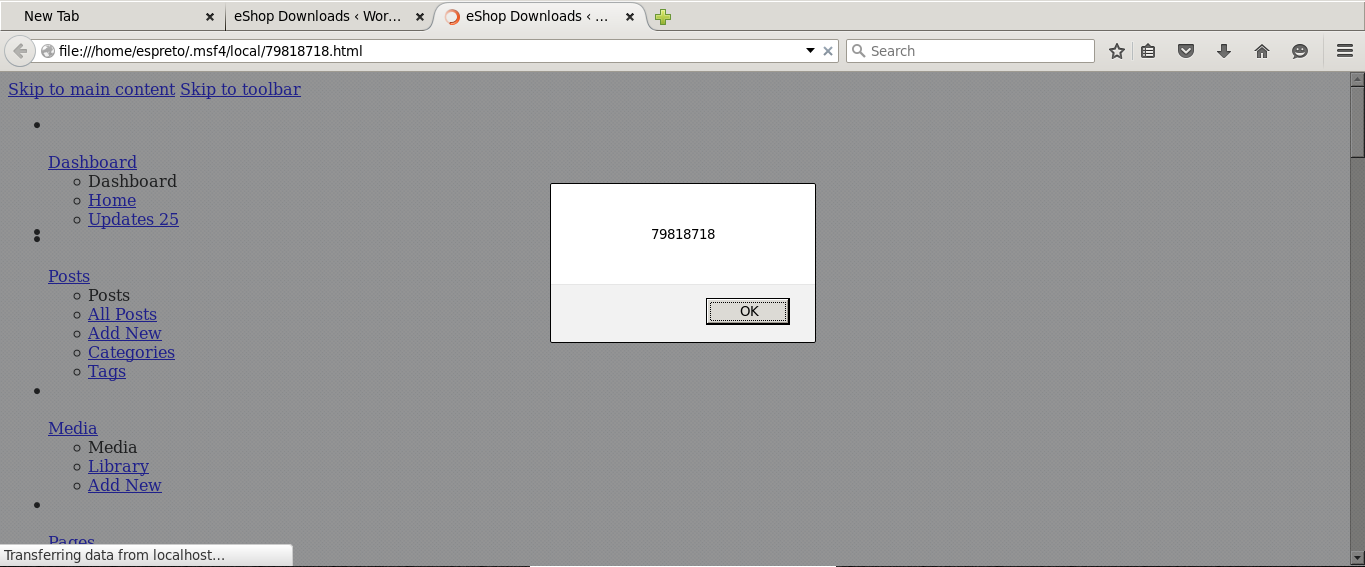 New Tab
eShop Downloads ‹ Wor...
eShop Downloads ‹ ...
file:///home/espreto/.msf4/local/79818718.html
Search
Skip to main content Skip to toolbar
Dashboard
Dashboard
Home
Updates 25
Posts
Posts
All Posts
Add New
Categories
Tags
Media
Media
Library
Add New
Pages
79818718
OK
Transferring data from localhost...